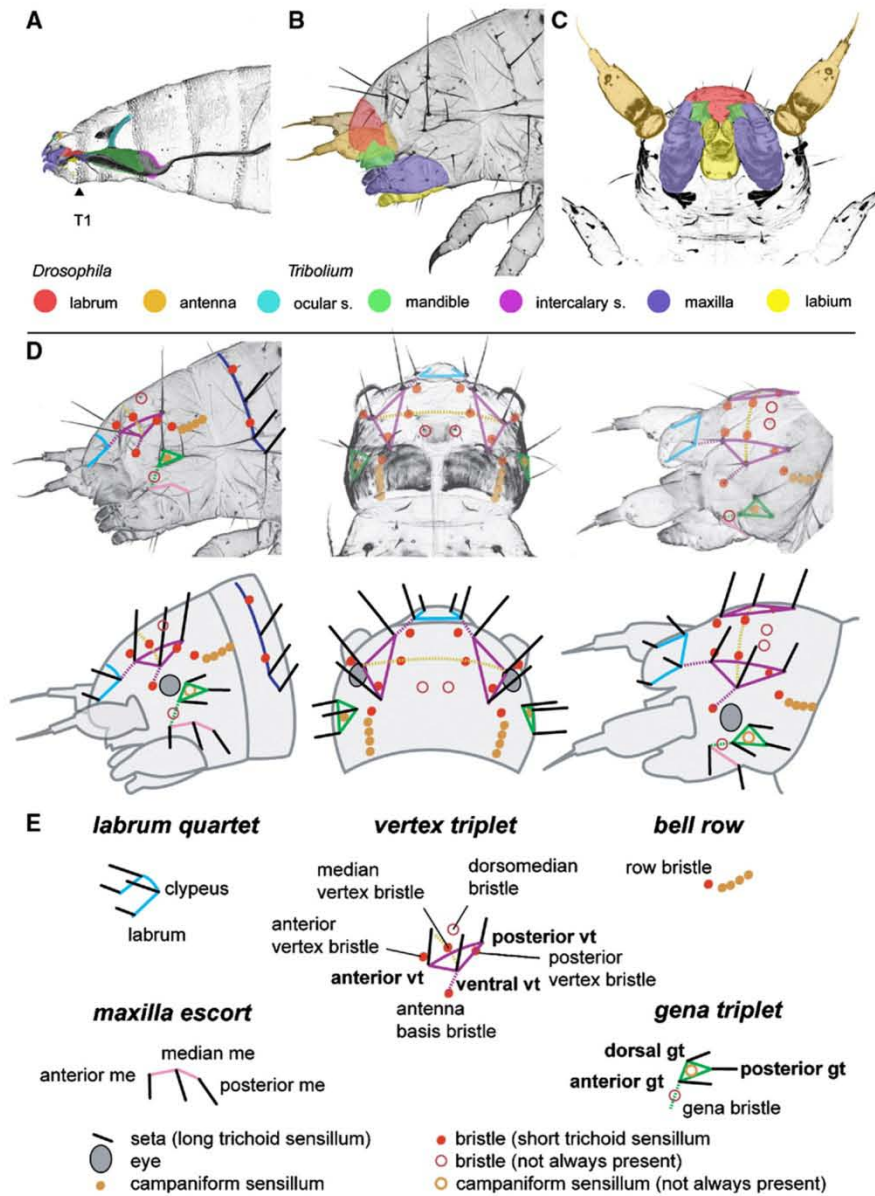 A
B
C
T1
Drosophila
Tribolium
labrum
antenna
ocular s.
mandible
intercalary s.
maxilla
labium
D
E
labrum quartet
vertex triplet
bell row
clypeus
labrum
median
vertex bristle
dorsomedian
bristle
anterior
vertex bristle
anterior vt
ventral vt
posterior vt
posterior
vertex bristle
antenna
basis bristle
row bristle
maxilla escort
gena triplet
anterior me
median me
posterior me
dorsal gt
anterior gt
posterior gt
gena bristle
seta (long trichoid sensillum)
eye
campaniform sensillum
bristle (short trichoid sensillum
bristle (not always present)
campaniform sensillum (not always present)